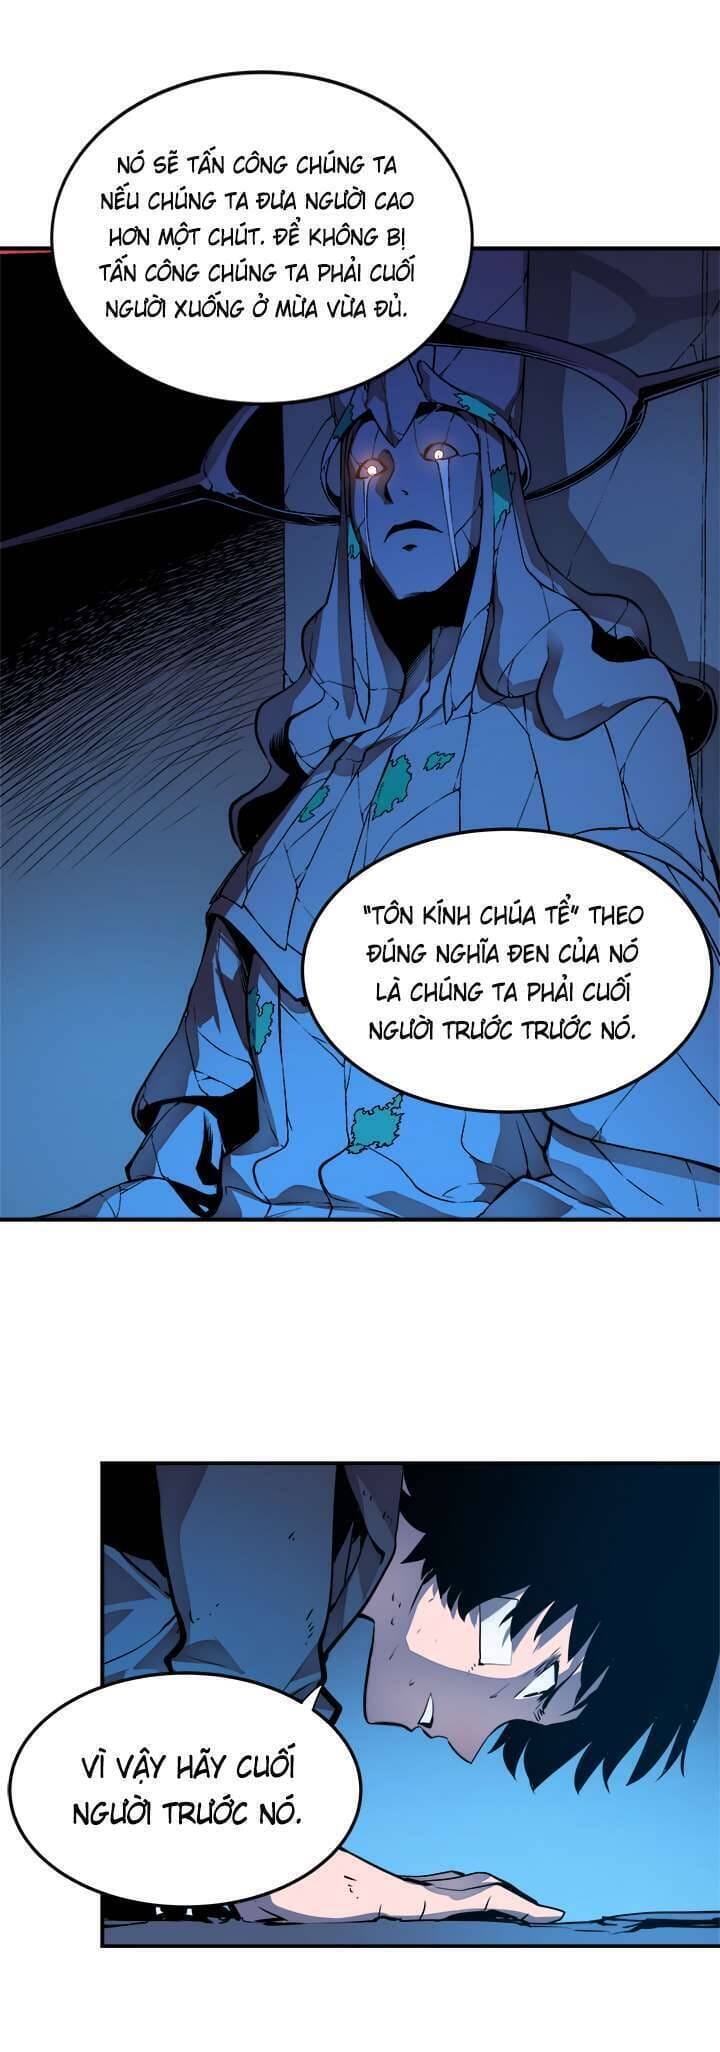 NÓ SẼ TẤN CÔNG CHÚNG TA
NẾU CHÚNG TA ĐƯA NGƯỜI CAO
HƠN MỘT CHÚT. ĐỂ KHÔNG BỊ
TẤN CÔNG CHÚNG TA PHẢI CUỐI
NGƯỜI XUỐNG Ở MỪA VỪA ĐỦ.
"TÔN KÍNH CHÚA TỂ" THEO
ĐÚNG NGHĨA ĐEN CỦA NÓ
LÀ CHÚNG TA PHẢI CUỐI
NGƯỜI TRƯỚC TRƯỚC NÓ.
VÌ VẬY HÃY CUỐI
NGƯỜI TRƯỚC NÓ.